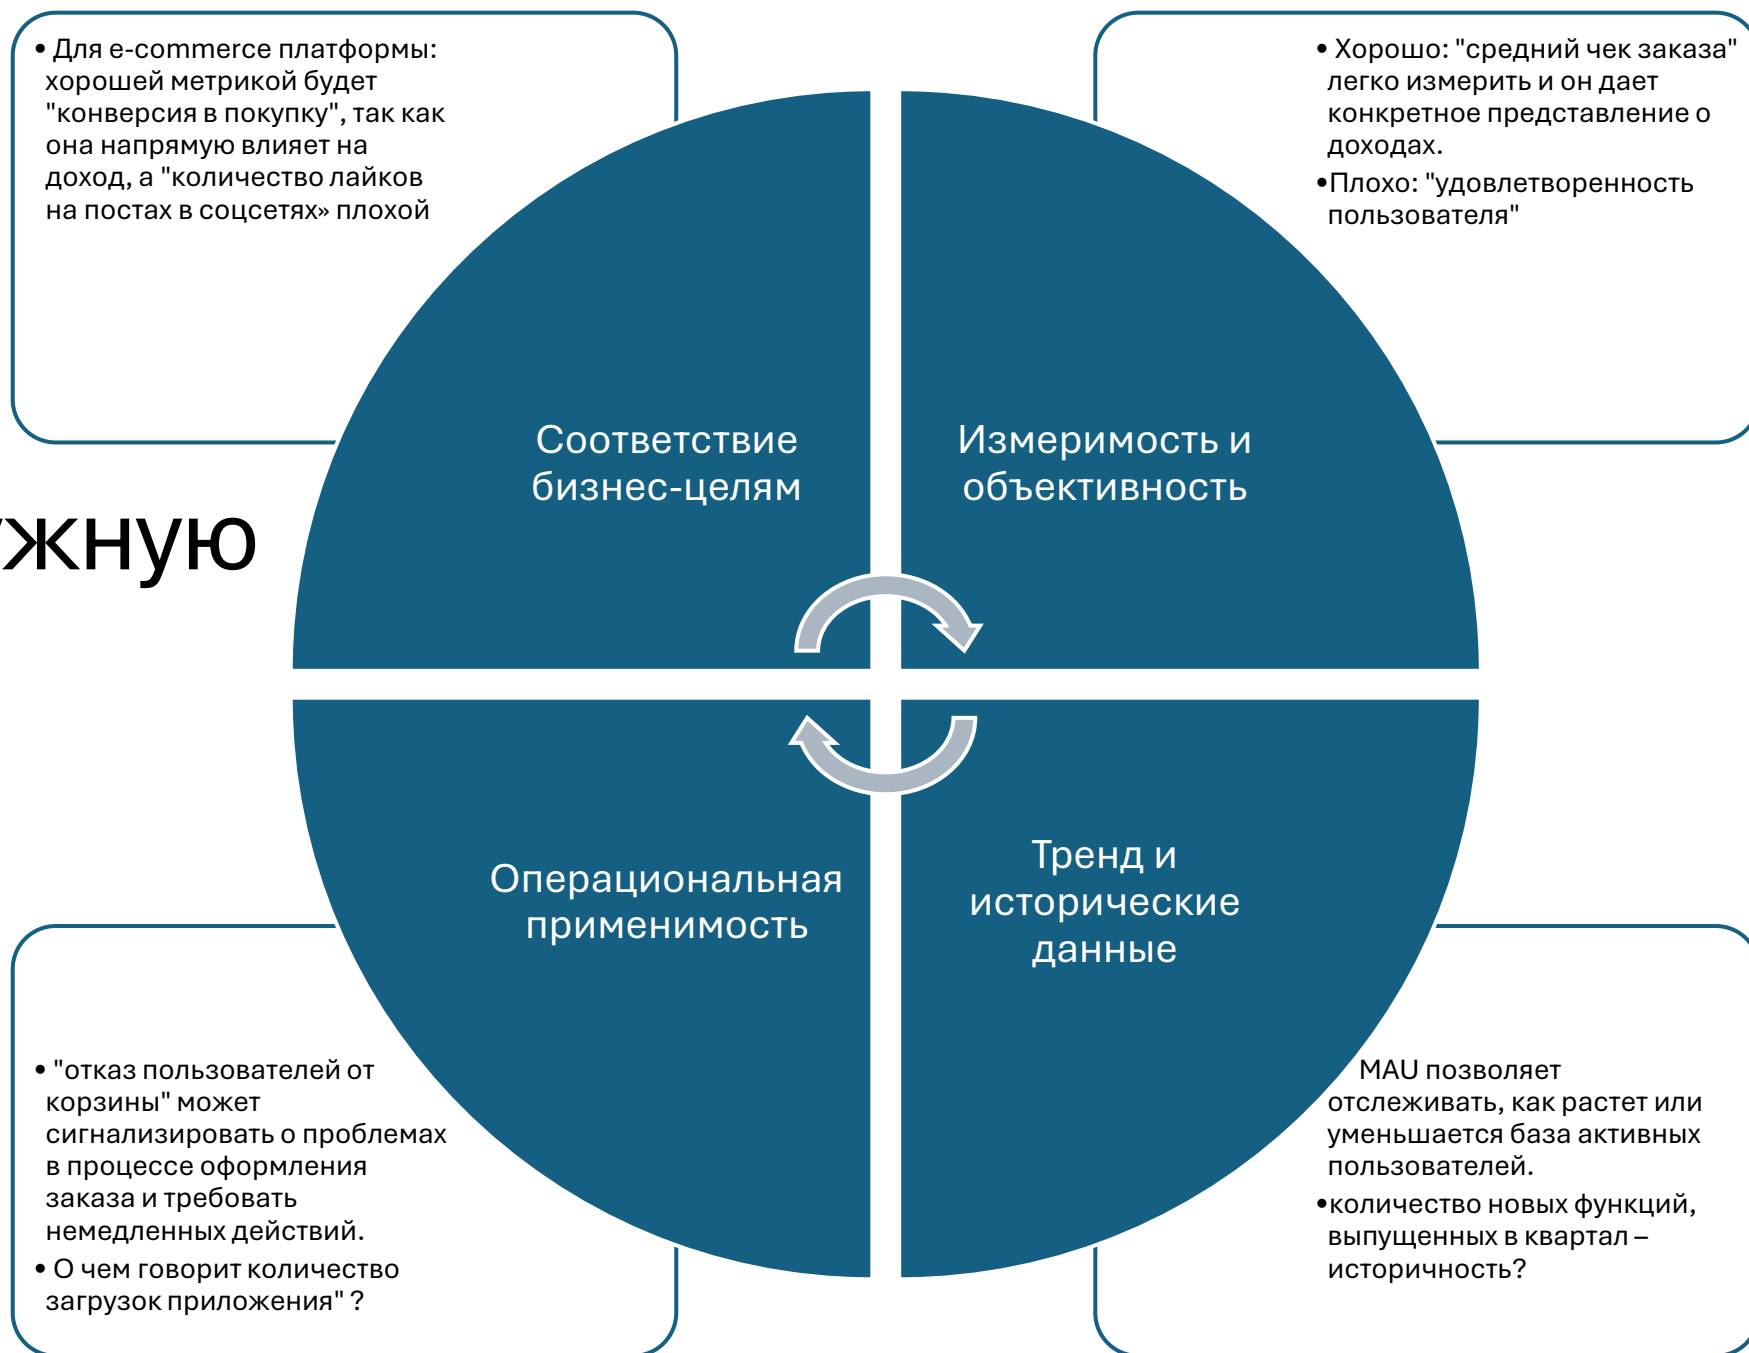 • Для e-commerce платформы:
хорошей метрикой будет
"конверсия в покупку", так как
она напрямую влияет на
доход, а "количество лайков
на постах в соцсетях» плохой
• Хорошо: "средний чек заказа"
легко измерить и он дает
конкретное представление о
доходах.
•Плохо: "удовлетворенность
пользователя"
Соответствие
бизнес-целям
Измеримость и
объективность
жную
Операциональная
применимость
Тренд и
исторические
данные
• "отказ пользователей от
корзины" может
сигнализировать о проблемах
в процессе оформления
заказа и требовать
немедленных действий.
• О чем говорит количество
загрузок приложения" ?
MAU позволяет
отслеживать, как растет или
уменьшается база активных
пользователей.
•количество новых функций,
выпущенных в квартал –
историчность?